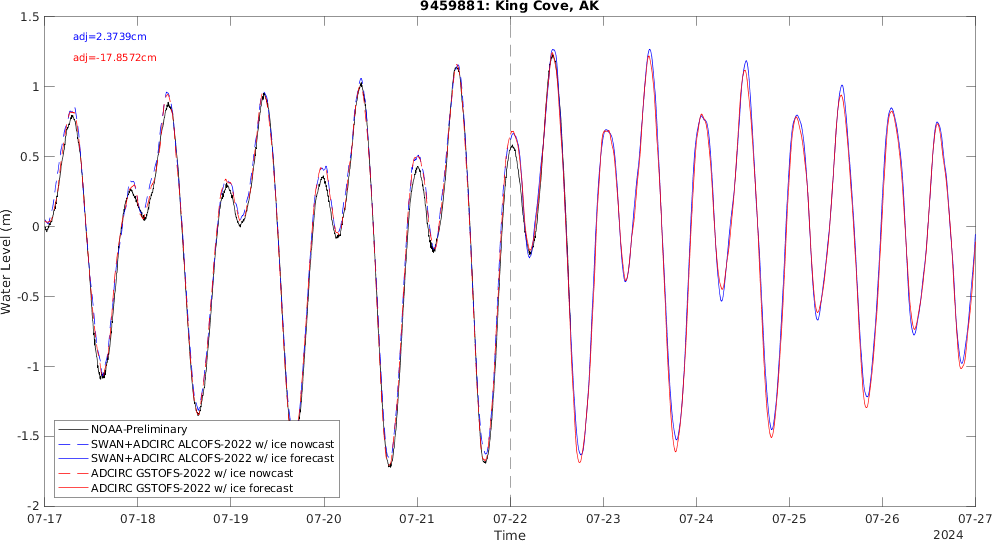 9459881: King Cove, AK
adj=2.3739cm
adj=-17.8572cm
1.5
1
0.5
0
-0.5
-1
-1.5
-2
Water Level (m)
NOAA-Preliminary
SWAN+ADCIRC ALCOFS-2022 w/ ice nowcast
SWAN+ADCIRC ALCOFS-2022 w/ ice forecast
ADCIRC GSTOFS-2022 w/ ice nowcast
ADCIRC GSTOFS-2022 w/ ice forecast
07-17 07-18 07-19 07-20 07-21 07-22 07-23 07-24 07-25 07-26 07-27
Time
2024